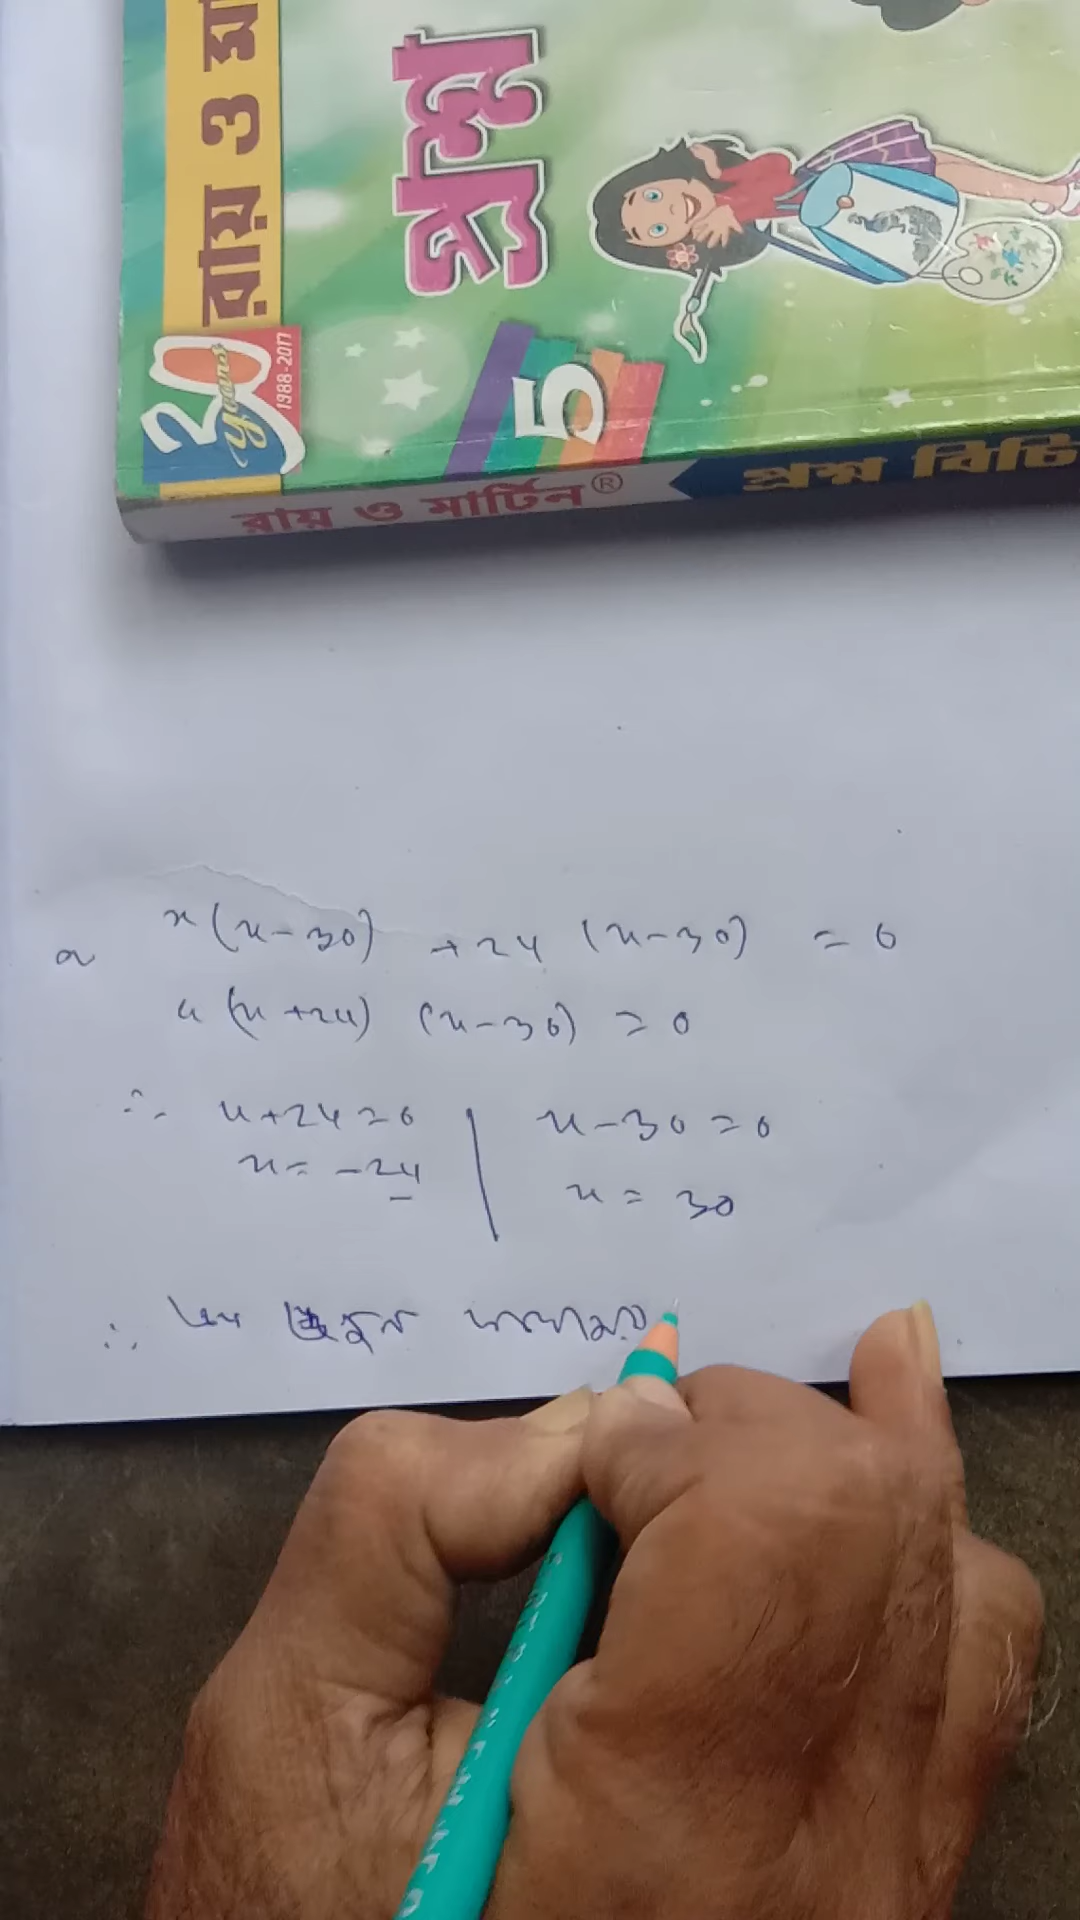 রায় ও মা
প্রশ্ন
30 years
1988-2017
5
রায় ও মার্টিন® প্রশ্ন বিচি
x(x-30) +24 (x-30) = 0
(x+24) (x-30) = 0
∴ x+24=0 | x-30=0
x = -24 | x = 30
∴